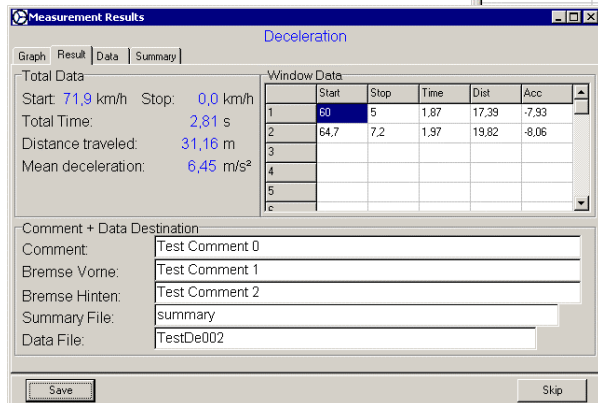 Measurement Results
Deceleration
Graph Result Data Summary
Total Data
Start: 71,9 km/h Stop: 0,0 km/h
Total Time: 2,81 s
Distance traveled: 31,16 m
Mean deceleration: 6,45 m/s²
Window Data
Start Stop Time Dist Acc
1 60 5 1,87 17,39 -7,93
2 64,7 7,2 1,97 19,82 -8,06
3
4
5
Comment + Data Destination
Comment: Test Comment 0
Bremse Vorne: Test Comment 1
Bremse Hinten: Test Comment 2
Summary File: summary
Data File: TestDe002
Save Skip